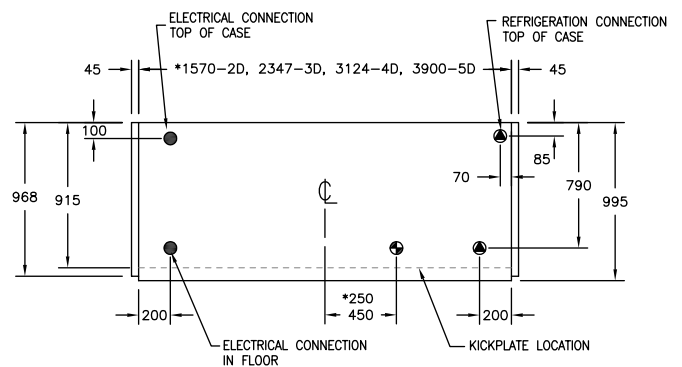 ELECTRICAL CONNECTION
TOP OF CASE
REFRIGERATION CONNECTION
TOP OF CASE
45
*1570-2D, 2347-3D, 3124-4D, 3900-5D
45
100
85
70
968
915
790
995
℄
*250
200
450
200
ELECTRICAL CONNECTION
IN FLOOR
KICKPLATE LOCATION